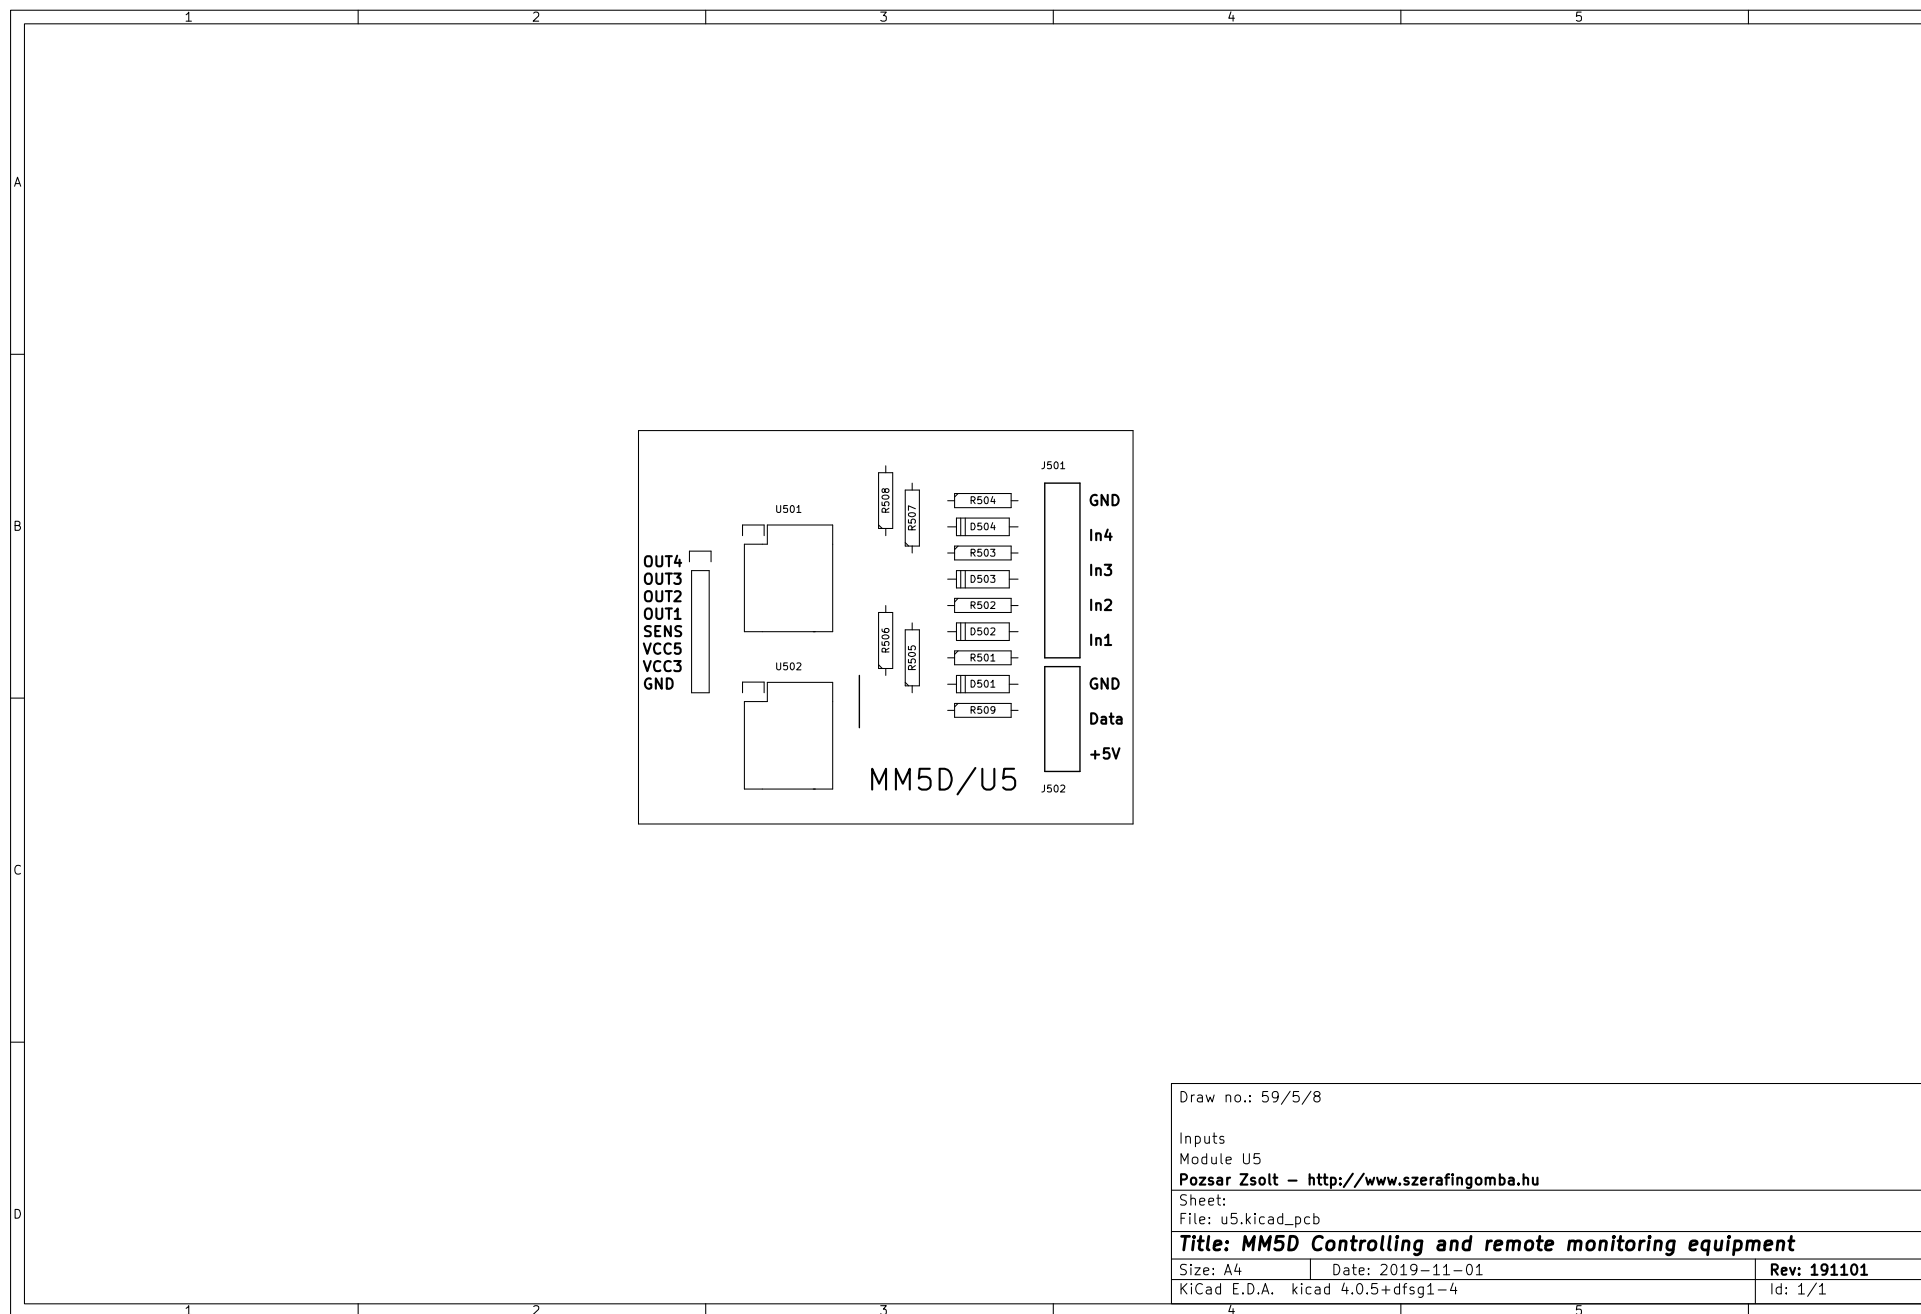 1 2 3 4 5
A
B
C
D
J501
GND
In4
In3
In2
In1
GND
Data
+5V
J502
R508
R507
R504
D504
R503
D503
R502
D502
R501
D501
R509
R506
R505
U501
U502
OUT4
OUT3
OUT2
OUT1
SENS
VCC5
VCC3
GND
MM5D/U5
Draw no.: 59/5/8
Inputs
Module U5
Pozsar Zsolt – http://www.szerafingomba.hu
Sheet:
File: u5.kicad_pcb
Title: MM5D Controlling and remote monitoring equipment
Size: A4 Date: 2019-11-01 Rev: 191101
KiCad E.D.A. kicad 4.0.5+dfsg1-4 Id: 1/1
1 2 3 4 5